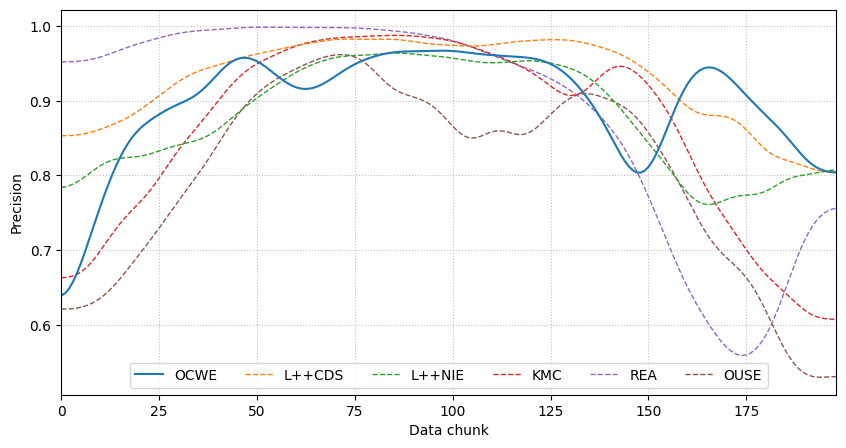 1.0
0.9
0.8
0.7
0.6
Precision
OCWE L++CDS L++NIE KMC REA OUSE
0 25 50 75 100 125 150 175
Data chunk